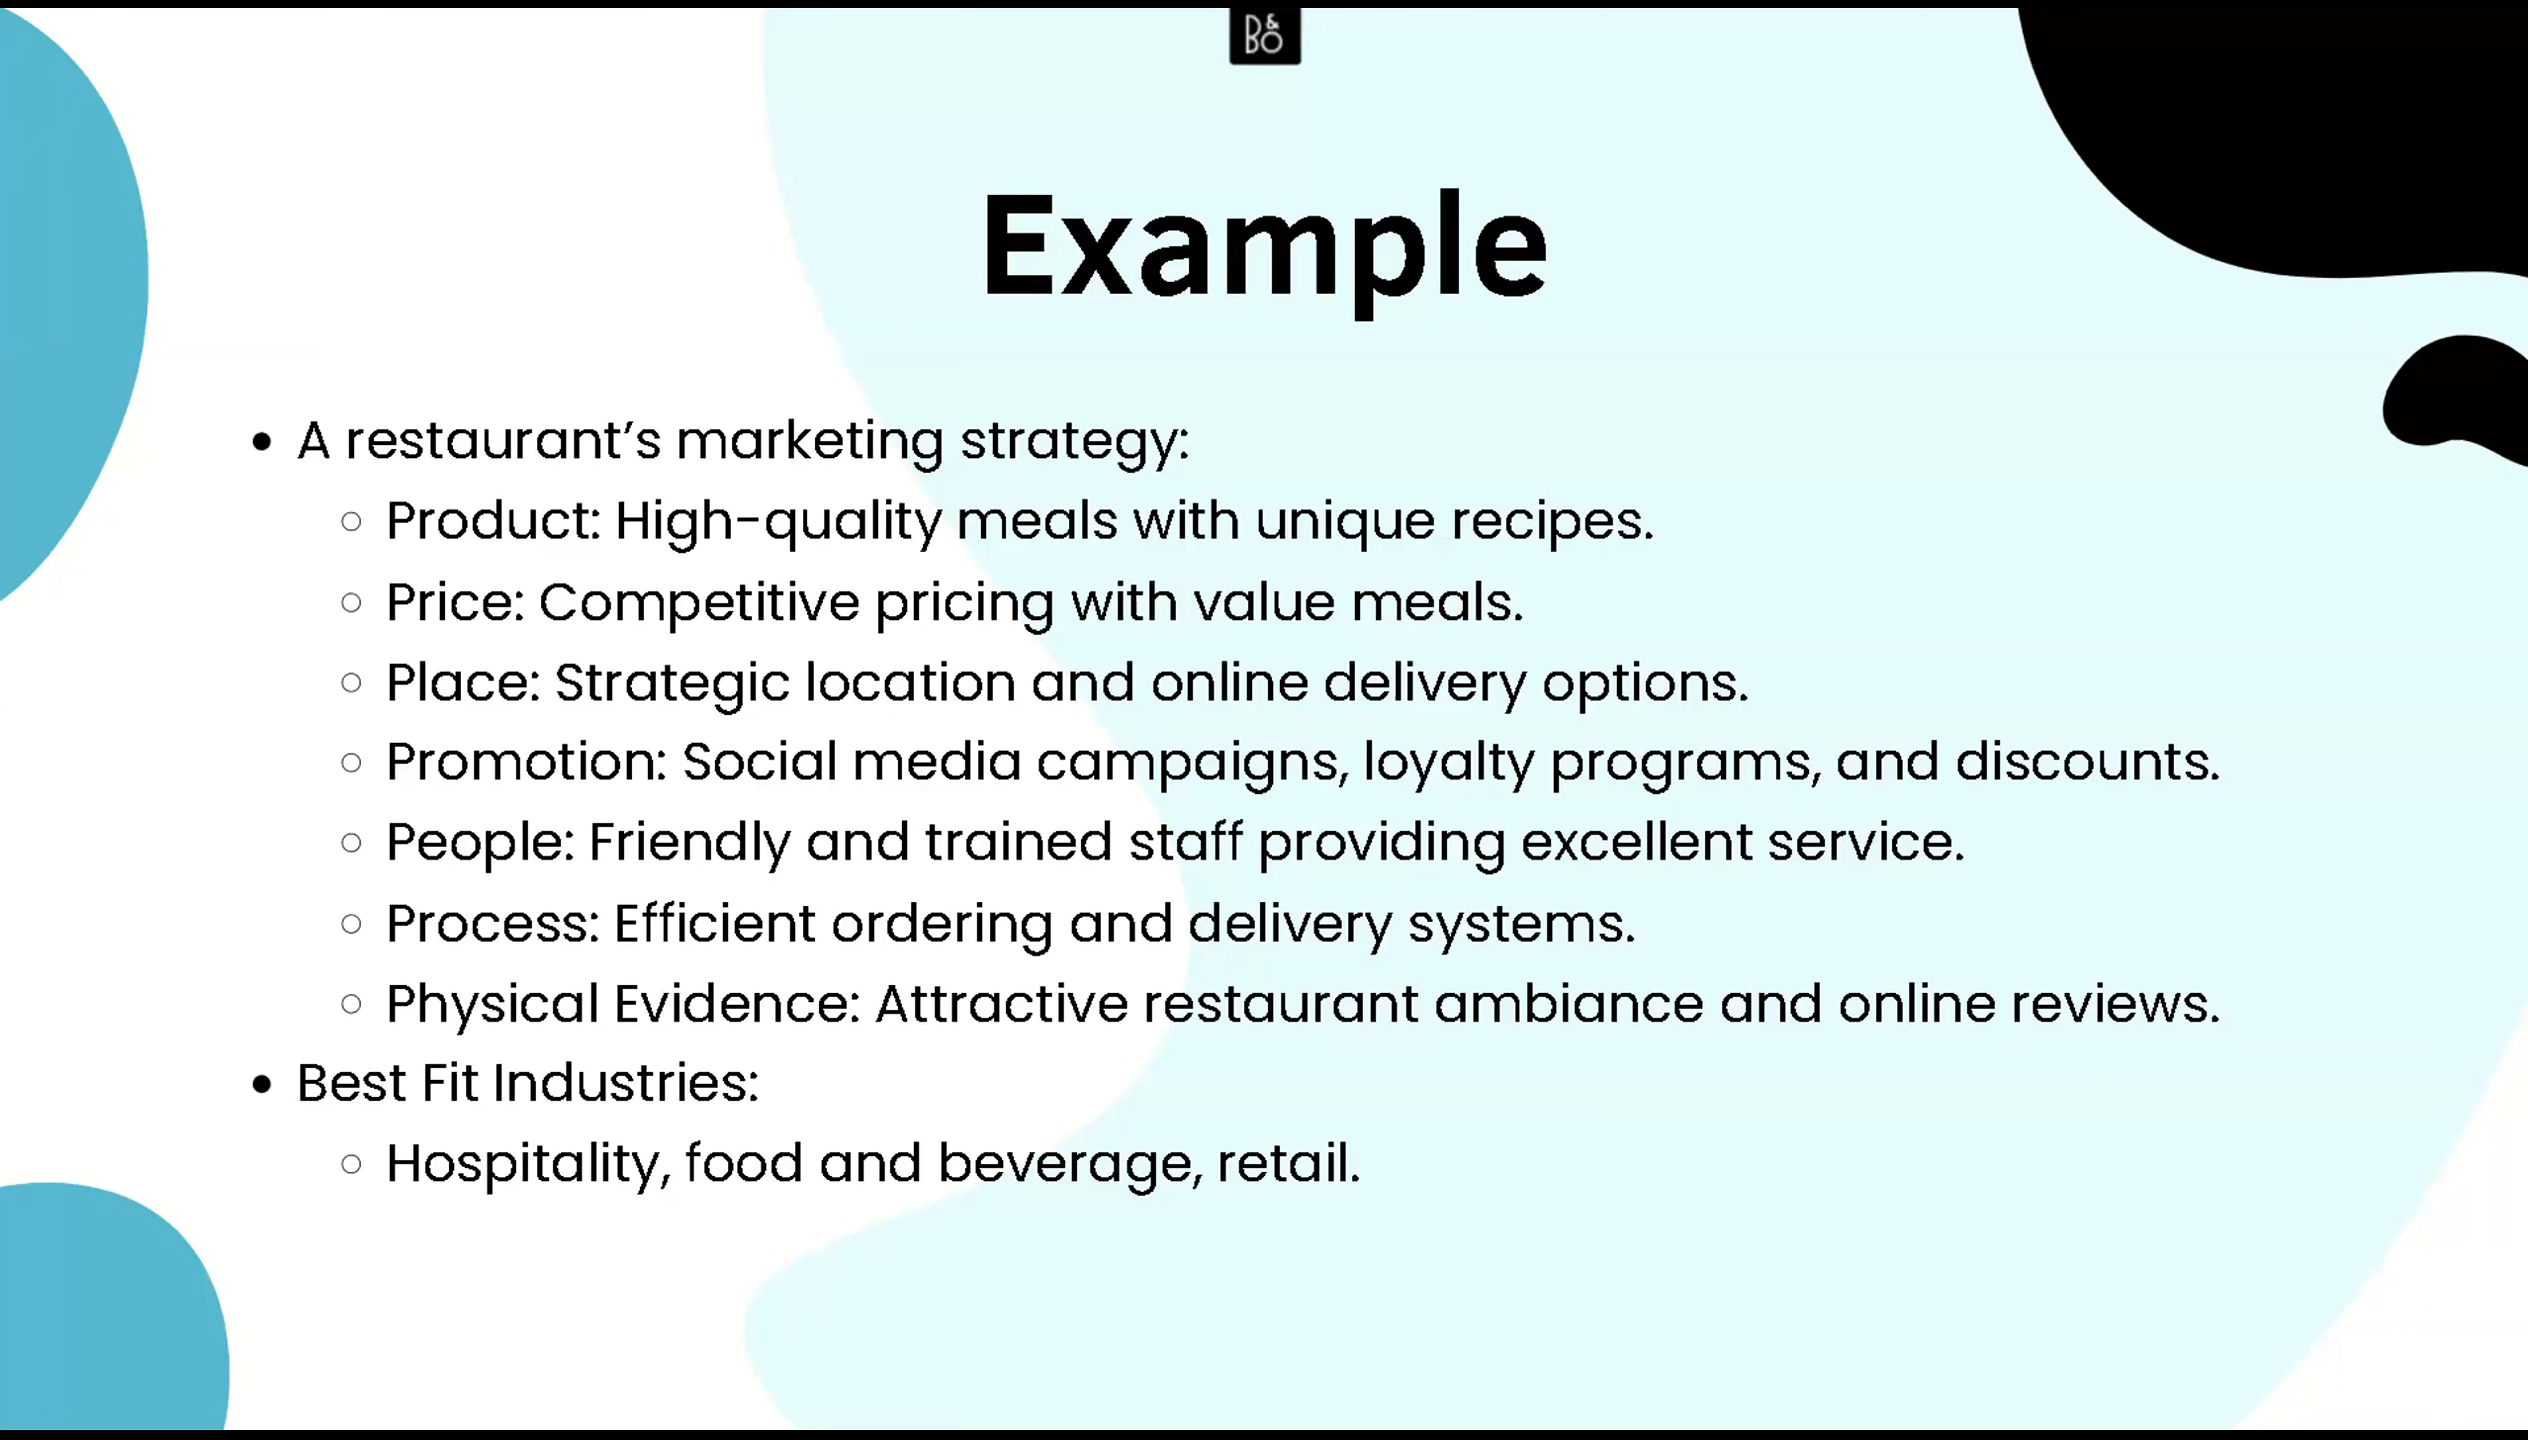 B&O
Example
• A restaurant’s marketing strategy:
○ Product: High-quality meals with unique recipes.
○ Price: Competitive pricing with value meals.
○ Place: Strategic location and online delivery options.
○ Promotion: Social media campaigns, loyalty programs, and discounts.
○ People: Friendly and trained staff providing excellent service.
○ Process: Efficient ordering and delivery systems.
○ Physical Evidence: Attractive restaurant ambiance and online reviews.
• Best Fit Industries:
○ Hospitality, food and beverage, retail.